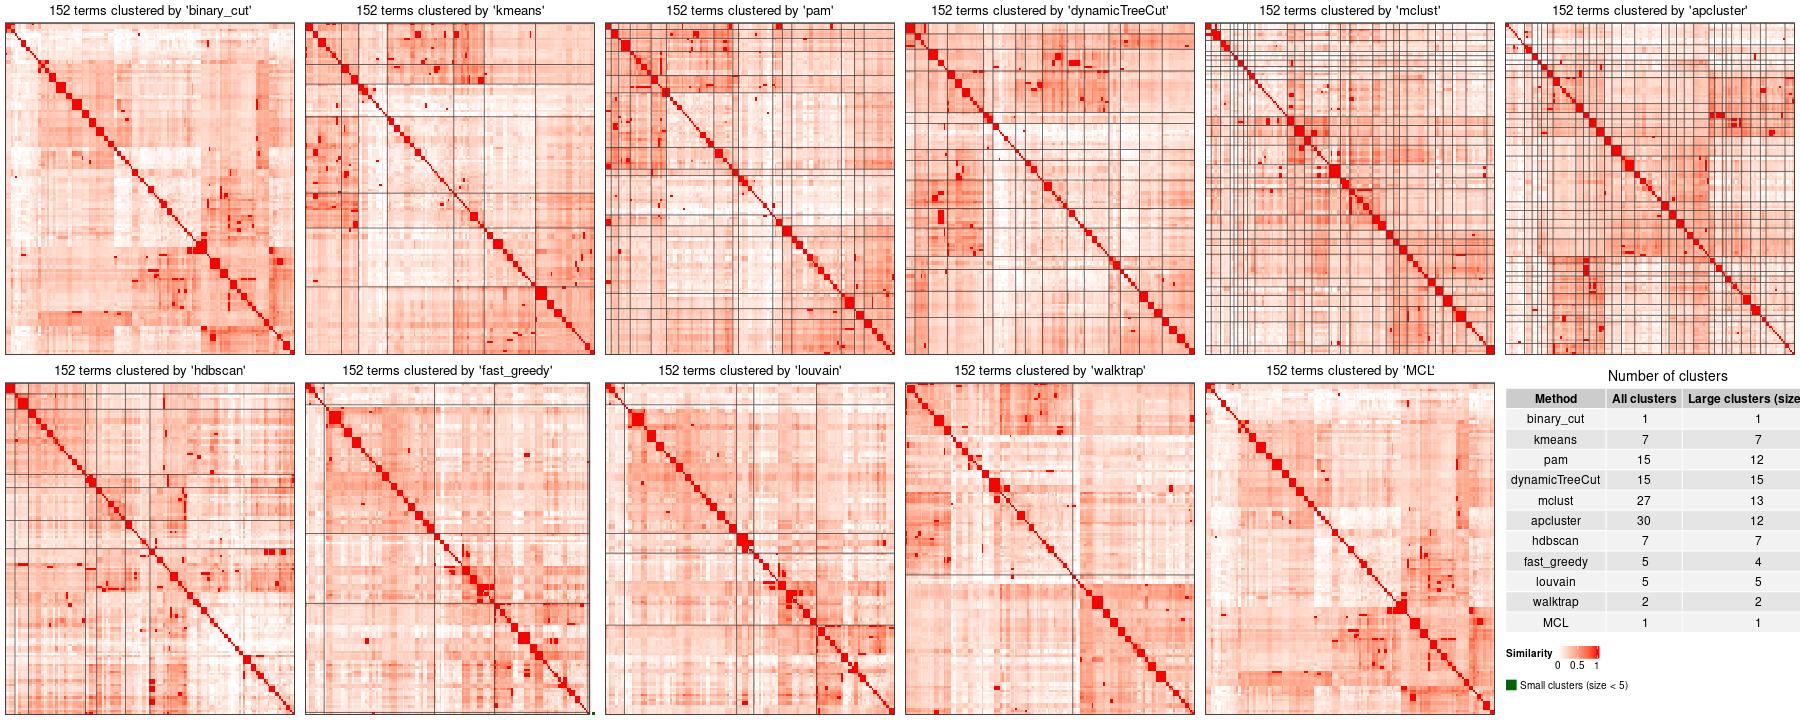 152 terms clustered by 'binary_cut'
152 terms clustered by 'kmeans'
152 terms clustered by 'pam'
152 terms clustered by 'dynamicTreeCut'
152 terms clustered by 'mclust'
152 terms clustered by 'apcluster'
152 terms clustered by 'hdbscan'
152 terms clustered by 'fast_greedy'
152 terms clustered by 'louvain'
152 terms clustered by 'walktrap'
152 terms clustered by 'MCL'
Number of clusters
Method All clusters Large clusters (size
binary_cut 1 1
kmeans 7 7
pam 15 12
dynamicTreeCut 15 15
mclust 27 13
apcluster 30 12
hdbscan 7 7
fast_greedy 5 4
louvain 5 5
walktrap 2 2
MCL 1 1
Similarity
0 0.5 1
Small clusters (size < 5)